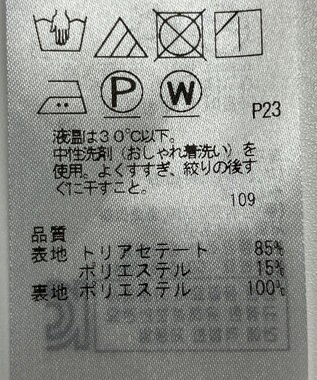 P W
P23
液温は30℃以下。
中性洗剤（おしゃれ着洗い）を
使用。よくすすぎ、絞りの後す
ぐに干すこと。
109
品質
表地 トリアセテート 85%
ポリエステル 15%
裏地 ポリエステル 100%